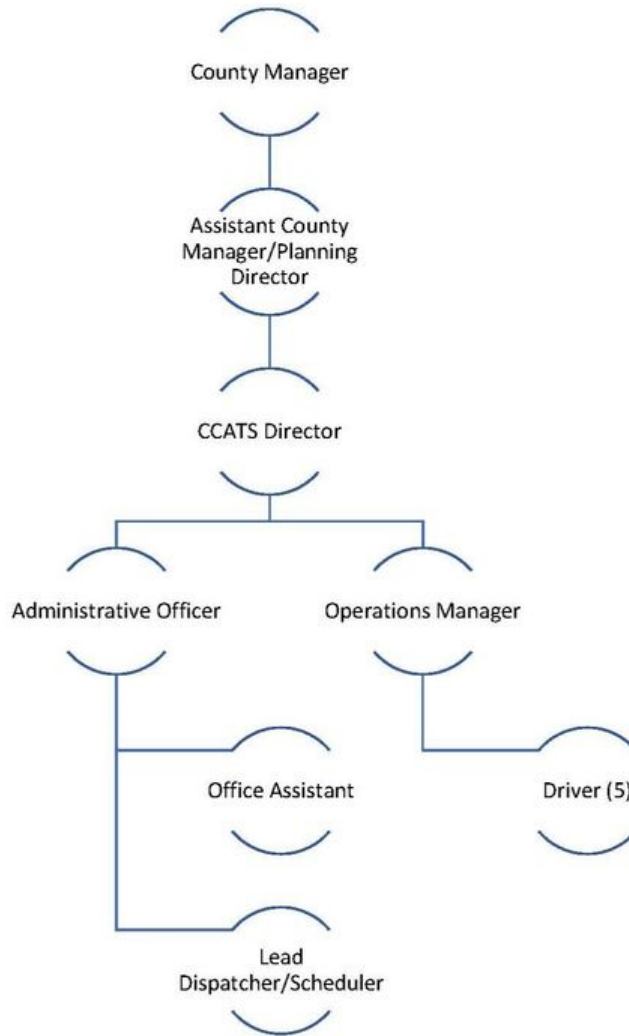 County Manager
Assistant County
Manager/Planning
Director
CCATS Director
Administrative Officer
Operations Manager
Office Assistant
Driver (5)
Lead
Dispatcher/Scheduler